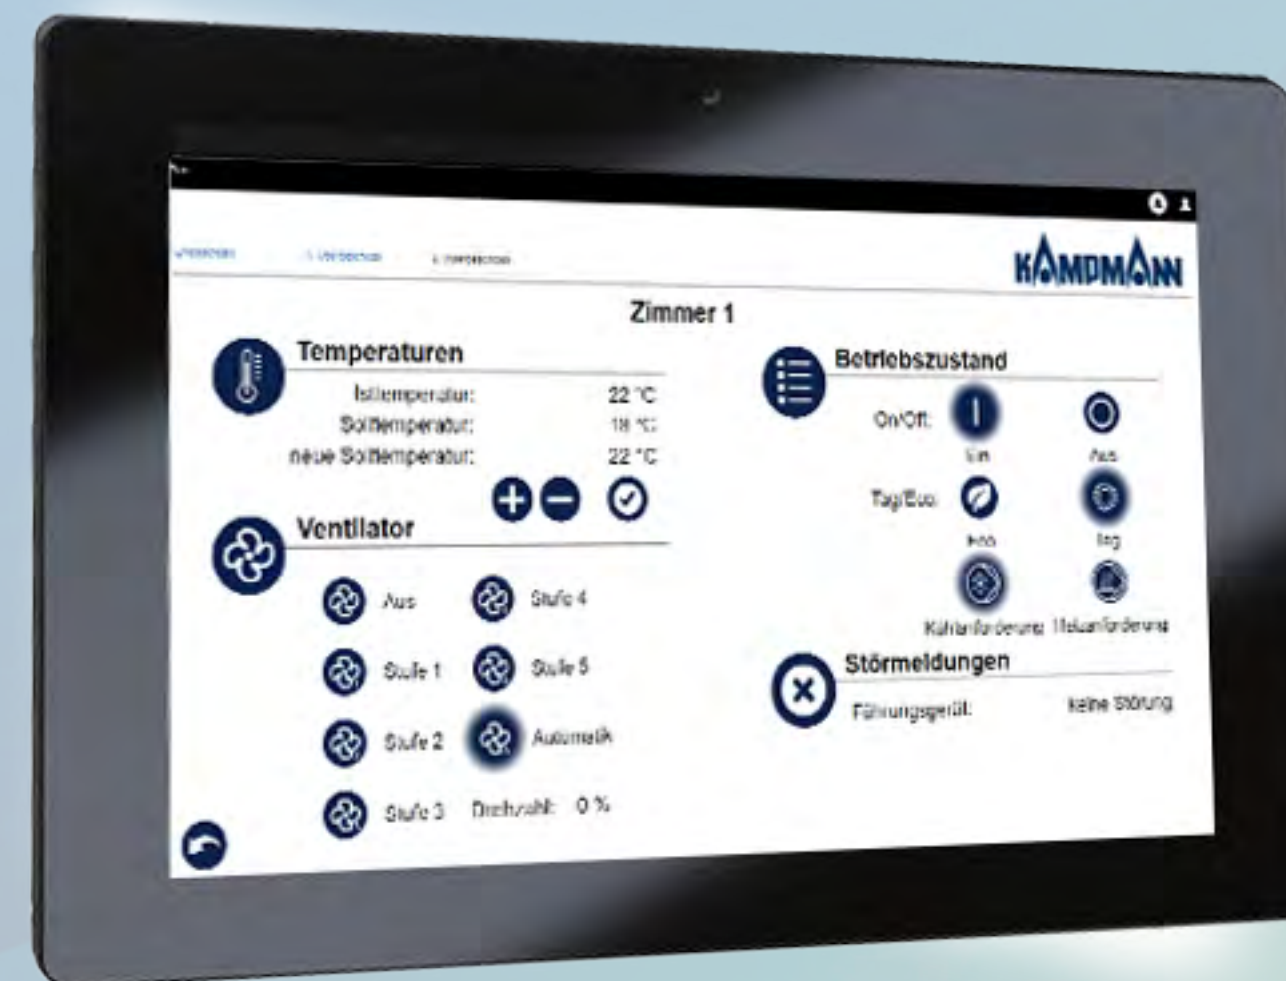 KAMPMANN
Zimmer 1
Temperaturen
Isttemperatur: 22 °C
Solltemperatur: 18 °C
neue Solltemperatur: 22 °C
Ventilator
Aus Stufe 4
Stufe 1 Stufe 5
Stufe 2 Automatik
Stufe 3 Drehzahl: 0 %
Betriebszustand
On/Off:
Ein Aus
Tag/Eco:
Eco Tag
Kühlanforderung Heizanforderung
Störmeldungen
Führungsgerät: keine Störung